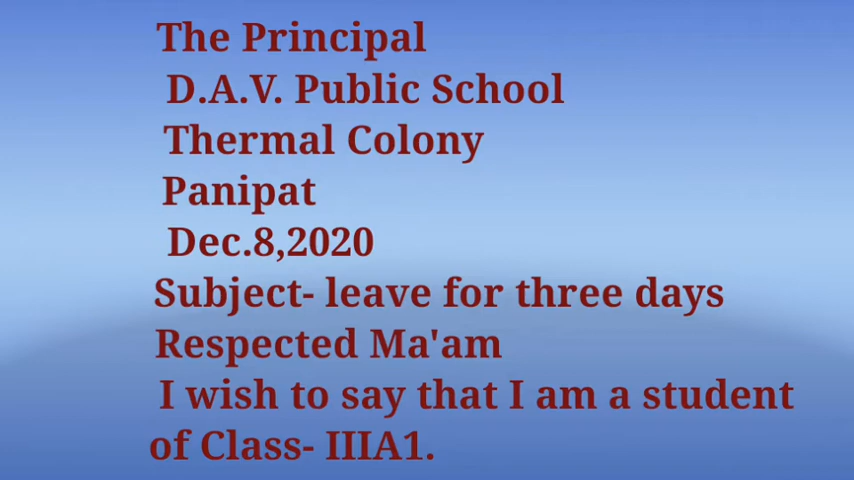 The Principal
D.A.V. Public School
Thermal Colony
Panipat
Dec.8,2020
Subject- leave for three days
Respected Ma'am
I wish to say that I am a student
of Class- IIIA1.